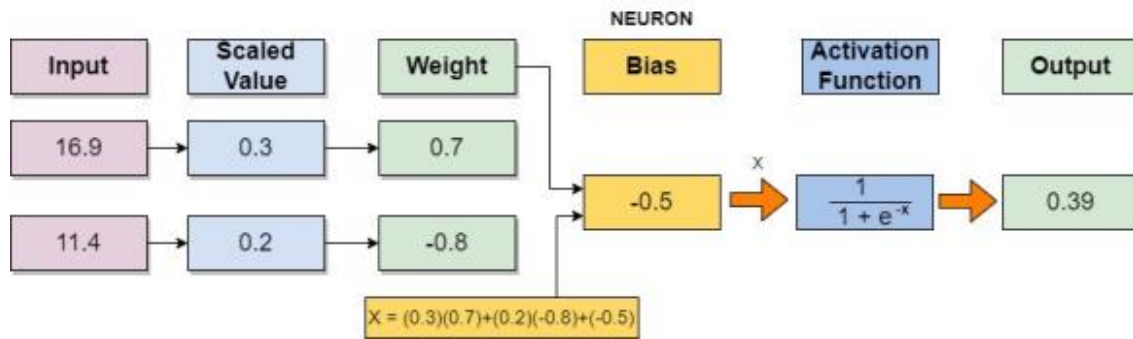 NEURON
Input
Scaled
Value
Weight
Bias
Activation
Function
Output
16.9
0.3
0.7
-0.5
X
1
1 + e -x
0.39
11.4
0.2
-0.8
X = (0.3)(0.7)+(0.2)(-0.8)+(-0.5)